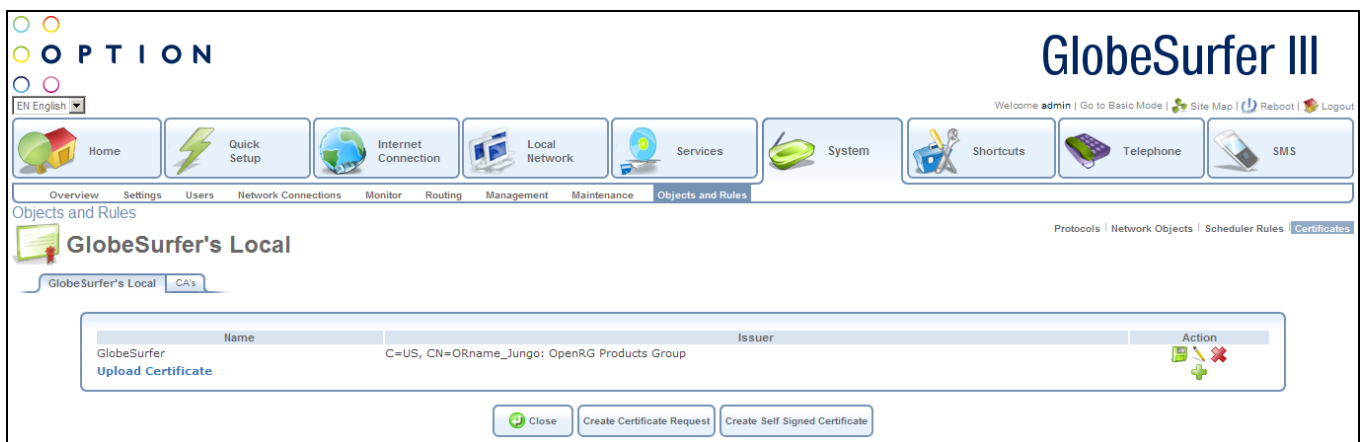 OPTION
GlobeSurfer III
EN English
Welcome admin | Go to Basic Mode | Site Map | Reboot | Logout
Home
Quick Setup
Internet Connection
Local Network
Services
System
Shortcuts
Telephone
SMS
Overview Settings Users Network Connections Monitor Routing Management Maintenance Objects and Rules
Objects and Rules
Protocols | Network Objects | Scheduler Rules | Certificates
GlobeSurfer's Local
GlobeSurfer's Local CA's
Name Issuer Action
GlobeSurfer C=US, CN=ORname_Jungo: OpenRG Products Group
Upload Certificate
Close Create Certificate Request Create Self Signed Certificate